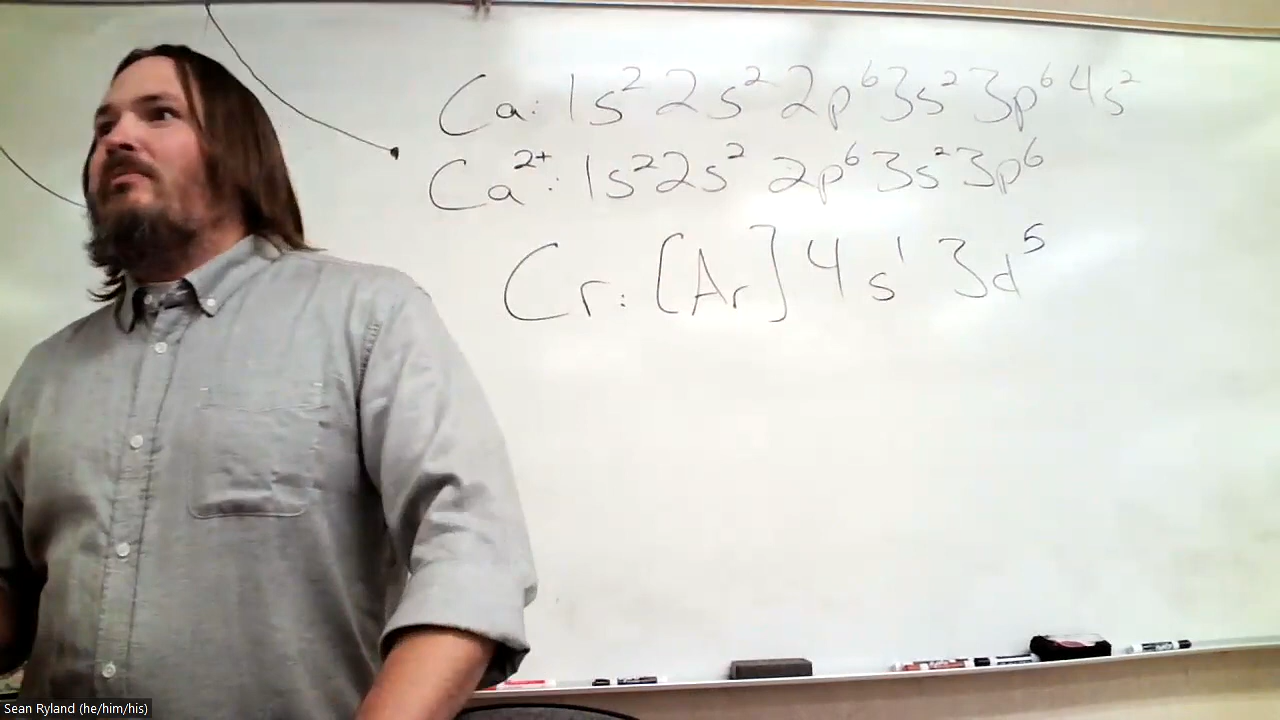 Ca: 1s² 2s² 2p⁶ 3s² 3p⁶ 4s²
Ca²⁺: 1s² 2s² 2p⁶ 3s² 3p⁶
Cr: [Ar] 4s¹ 3d⁵
Sean Ryland (he/him/his)